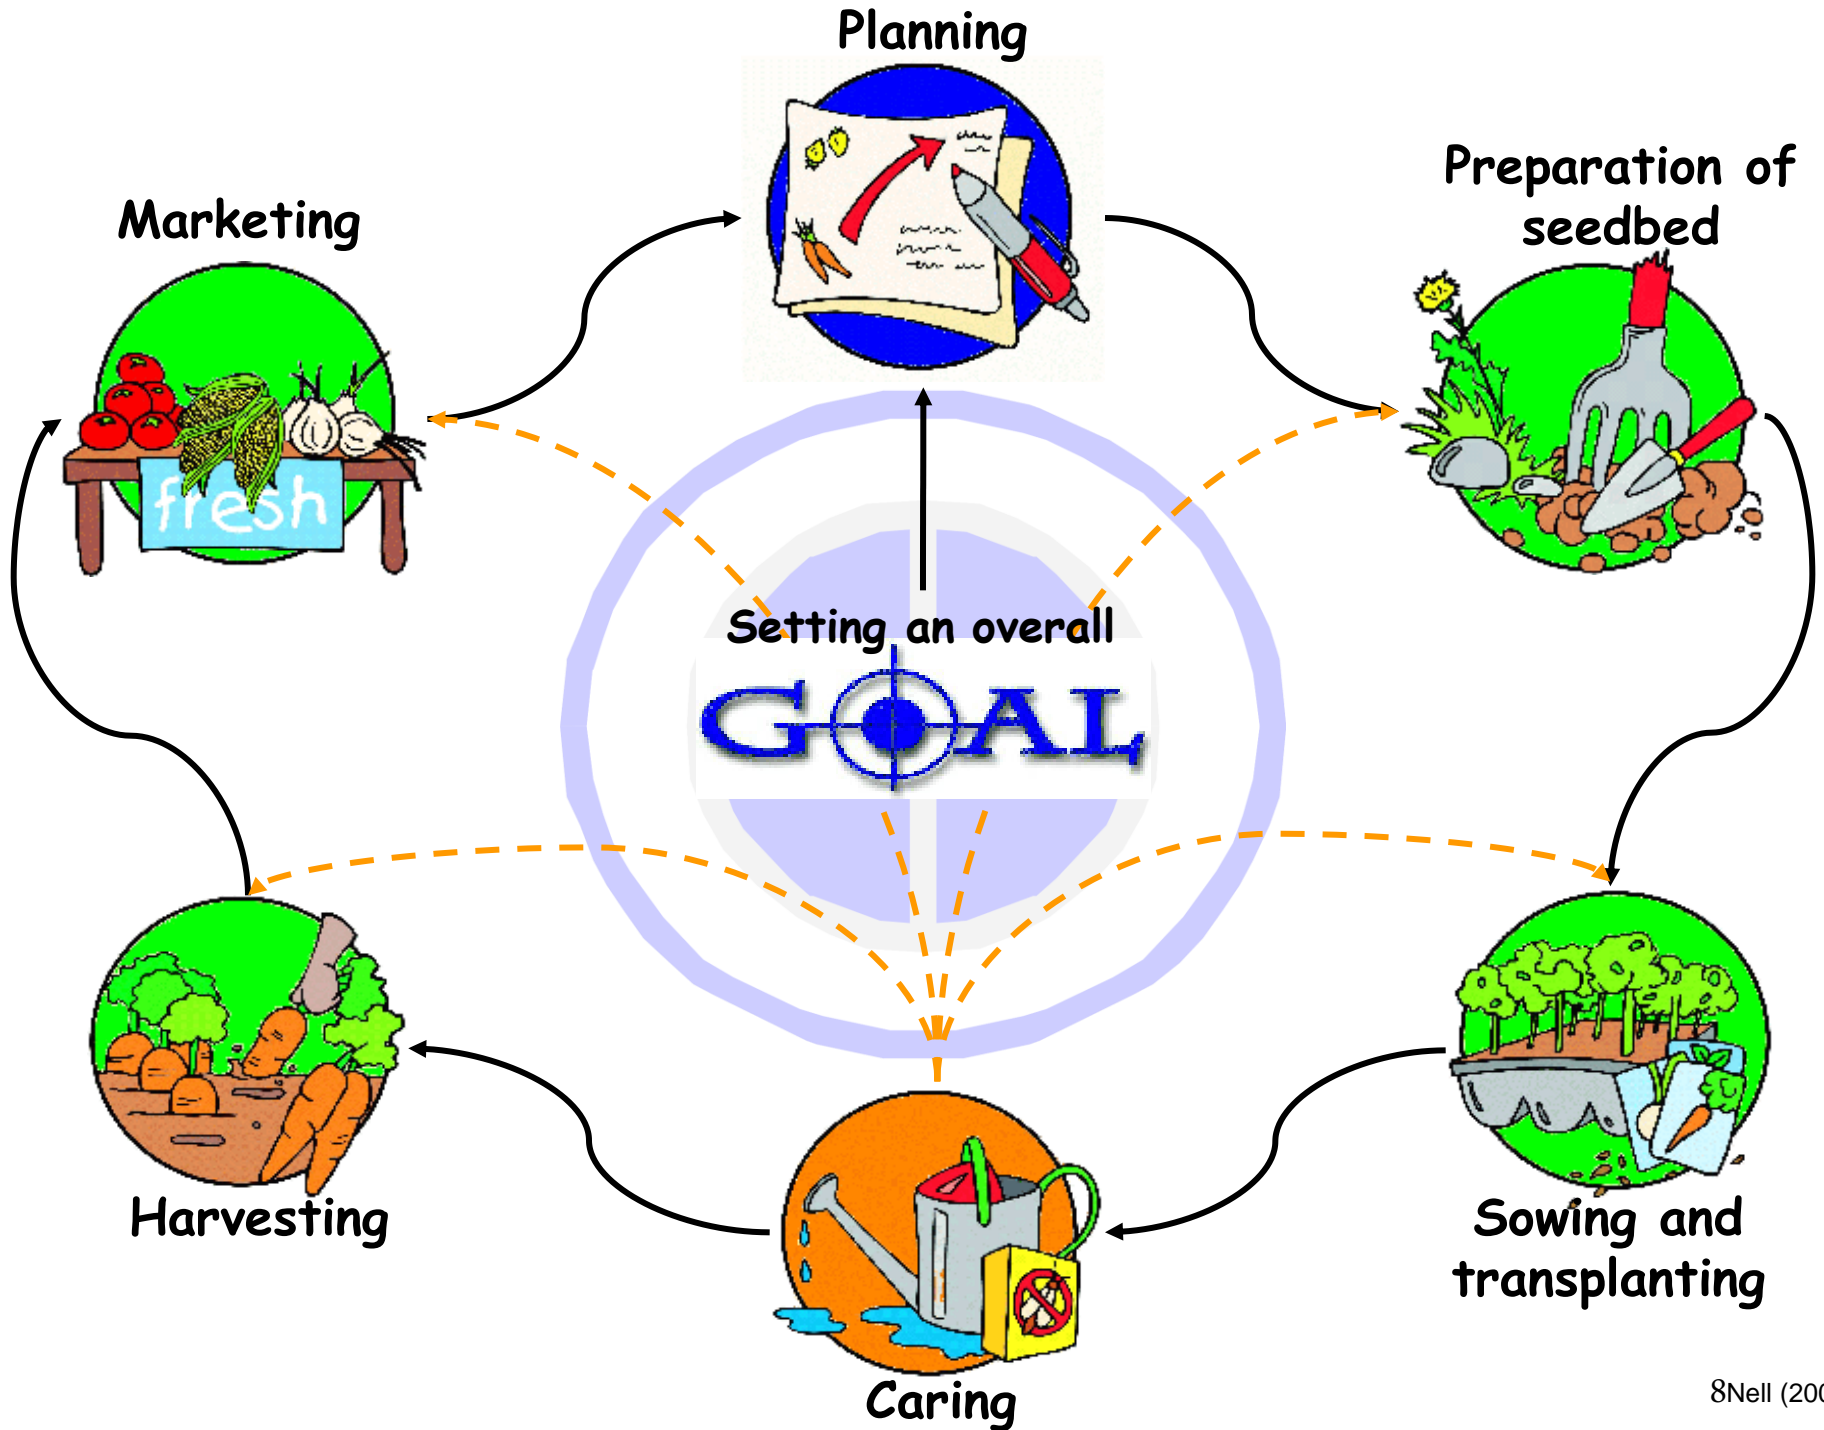 Planning
Preparation of
seedbed
Marketing
fresh
Setting an overall
GOAL
Harvesting
Sowing and
transplanting
Caring
8Nell (200